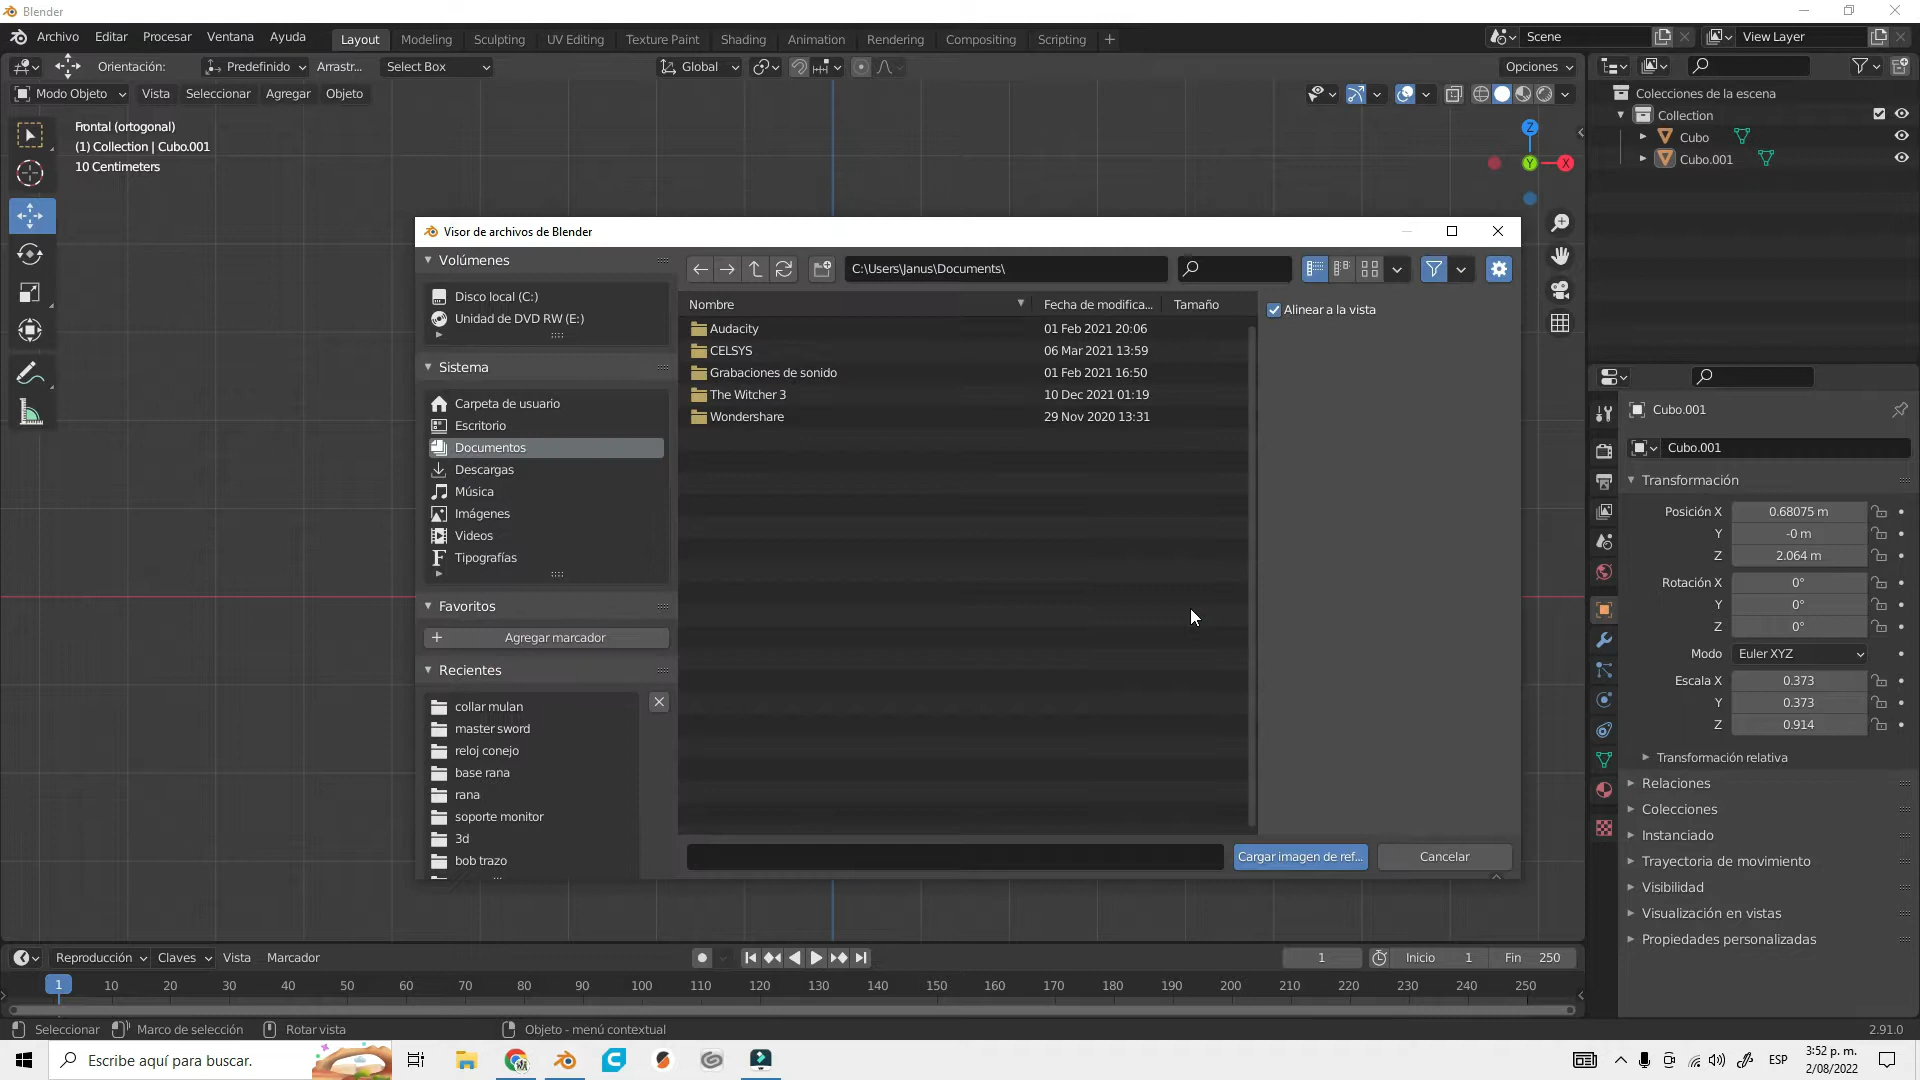 Blender
Archivo Editar Procesar Ventana Ayuda Layout Modeling Sculpting UV Editing Texture Paint Shading Animation Rendering Compositing Scripting + Scene View Layer
Orientación: Predefinido Arrastr... Select Box Global Opciones
Modo Objeto Vista Seleccionar Agregar Objeto
Frontal (ortogonal)
(1) Collection | Cubo.001
10 Centimeters
Z
Y
X
Colecciones de la escena
Collection
Cubo
Cubo.001
Visor de archivos de Blender
Volúmenes
Disco local (C:)
Unidad de DVD RW (E:)
Sistema
Carpeta de usuario
Escritorio
Documentos
Descargas
Música
Imágenes
Videos
Tipografías
Favoritos
+ Agregar marcador
Recientes
collar mulan
master sword
reloj conejo
base rana
rana
soporte monitor
3d
bob trazo
C:\Users\Janus\Documents\
Nombre Fecha de modifica... Tamaño
Audacity 01 Feb 2021 20:06
CELSYS 06 Mar 2021 13:59
Grabaciones de sonido 01 Feb 2021 16:50
The Witcher 3 10 Dec 2021 01:19
Wondershare 29 Nov 2020 13:31
Alinear a la vista
Cargar imagen de ref... Cancelar
Cubo.001
Cubo.001
Transformación
Posición X 0.68075 m
Y -0 m
Z 2.064 m
Rotación X 0°
Y 0°
Z 0°
Modo Euler XYZ
Escala X 0.373
Y 0.373
Z 0.914
Transformación relativa
Relaciones
Colecciones
Instanciado
Trayectoria de movimiento
Visibilidad
Visualización en vistas
Propiedades personalizadas
Reproducción Claves Vista Marcador 1 Inicio 1 Fin 250
1 10 20 30 40 50 60 70 80 90 100 110 120 130 140 150 160 170 180 190 200 210 220 230 240 250
Seleccionar Marco de selección Rotar vista Objeto - menú contextual 2.91.0
Escribe aquí para buscar. ESP 3:52 p. m.
2/08/2022